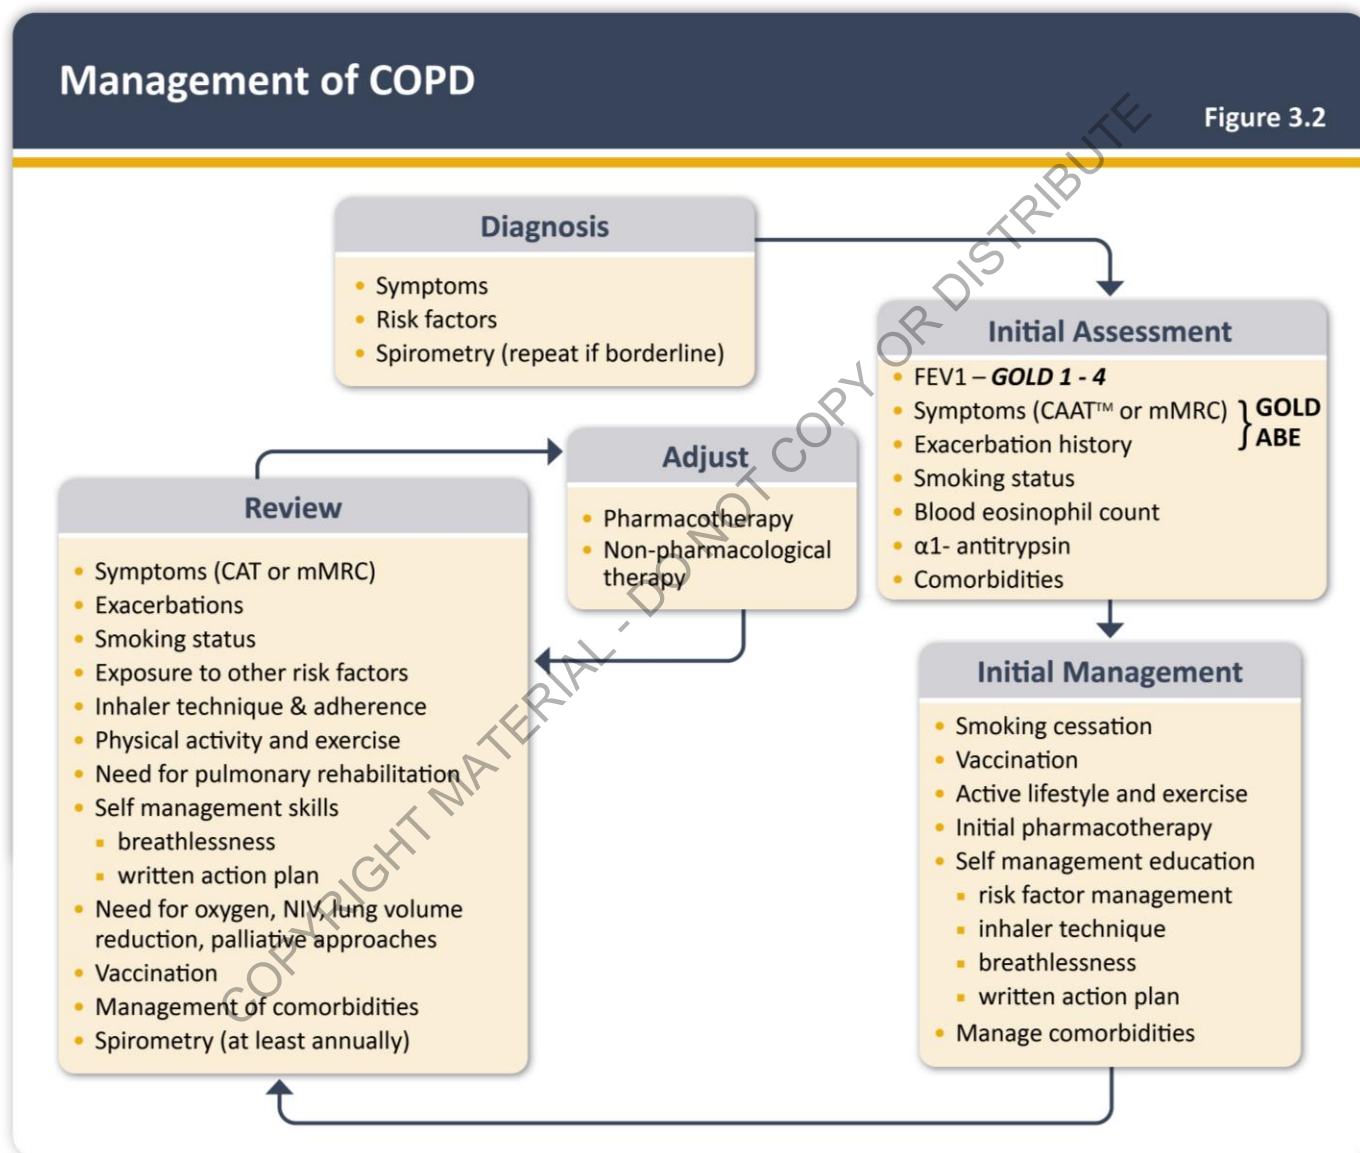 Management of COPD
Figure 3.2
Diagnosis
• Symptoms
• Risk factors
• Spirometry (repeat if borderline)
Initial Assessment
• FEV1 – GOLD 1 - 4
• Symptoms (CAAT™ or mMRC) } GOLD
• Exacerbation history ABE
• Smoking status
• Blood eosinophil count
• α1- antitrypsin
• Comorbidities
Initial Management
• Smoking cessation
• Vaccination
• Active lifestyle and exercise
• Initial pharmacotherapy
• Self management education
▪ risk factor management
▪ inhaler technique
▪ breathlessness
▪ written action plan
• Manage comorbidities
Review
• Symptoms (CAT or mMRC)
• Exacerbations
• Smoking status
• Exposure to other risk factors
• Inhaler technique & adherence
• Physical activity and exercise
• Need for pulmonary rehabilitation
• Self management skills
▪ breathlessness
▪ written action plan
• Need for oxygen, NIV, lung volume
reduction, palliative approaches
• Vaccination
• Management of comorbidities
• Spirometry (at least annually)
Adjust
• Pharmacotherapy
• Non-pharmacological
therapy
COPYRIGHT MATERIAL - DO NOT COPY OR DISTRIBUTE